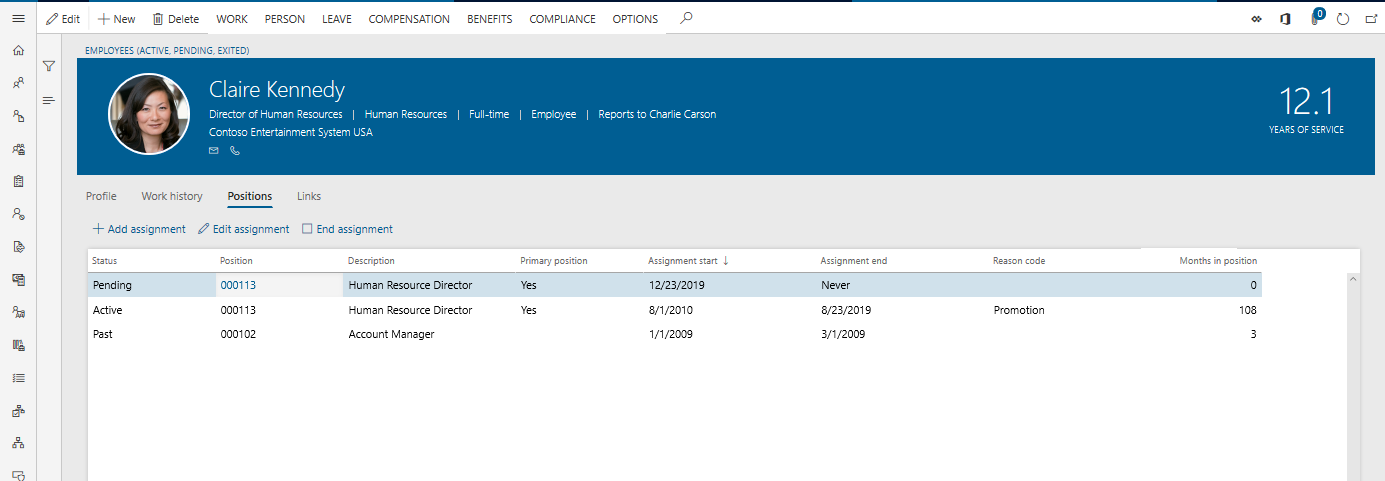 Edit New Delete WORK PERSON LEAVE COMPENSATION BENEFITS COMPLIANCE OPTIONS 0
EMPLOYEES (ACTIVE, PENDING, EXITED)
Claire Kennedy
Director of Human Resources | Human Resources | Full-time | Employee | Reports to Charlie Carson
Contoso Entertainment System USA
12.1
YEARS OF SERVICE
Profile Work history Positions Links
Add assignment Edit assignment End assignment
Status Position Description Primary position Assignment start ↓ Assignment end Reason code Months in position
Pending 000113 Human Resource Director Yes 12/23/2019 Never 0
Active 000113 Human Resource Director Yes 8/1/2010 8/23/2019 Promotion 108
Past 000102 Account Manager 1/1/2009 3/1/2009 3